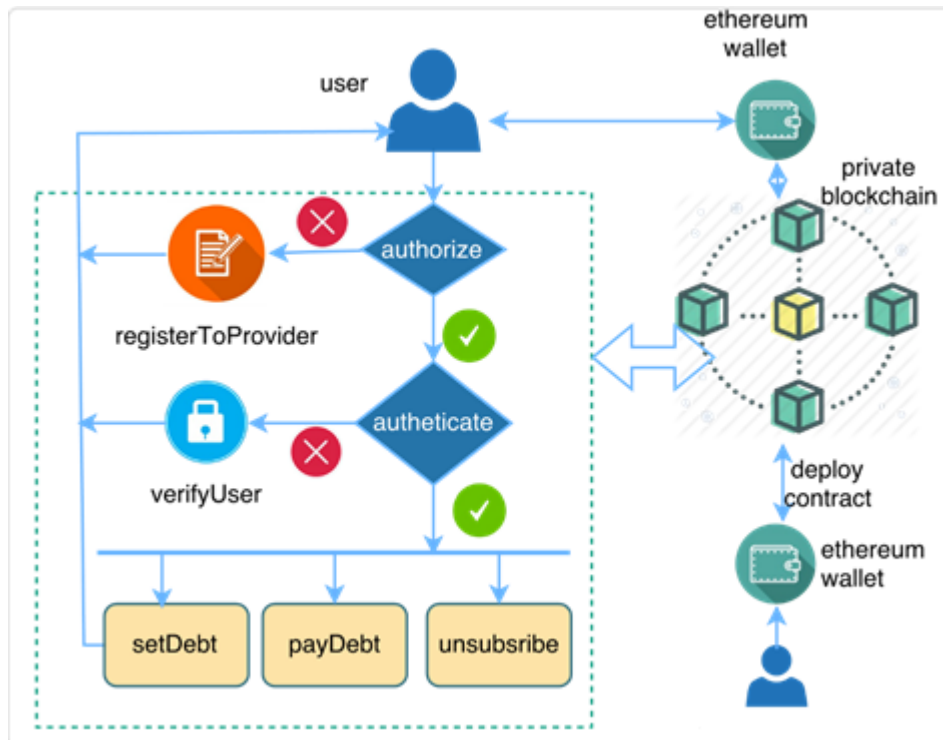 ethereum
wallet
user
private
blockchain
authorize
registerToProvider
autheticate
verifyUser
deploy
contract
ethereum
wallet
setDebt
payDebt
unsubsribe